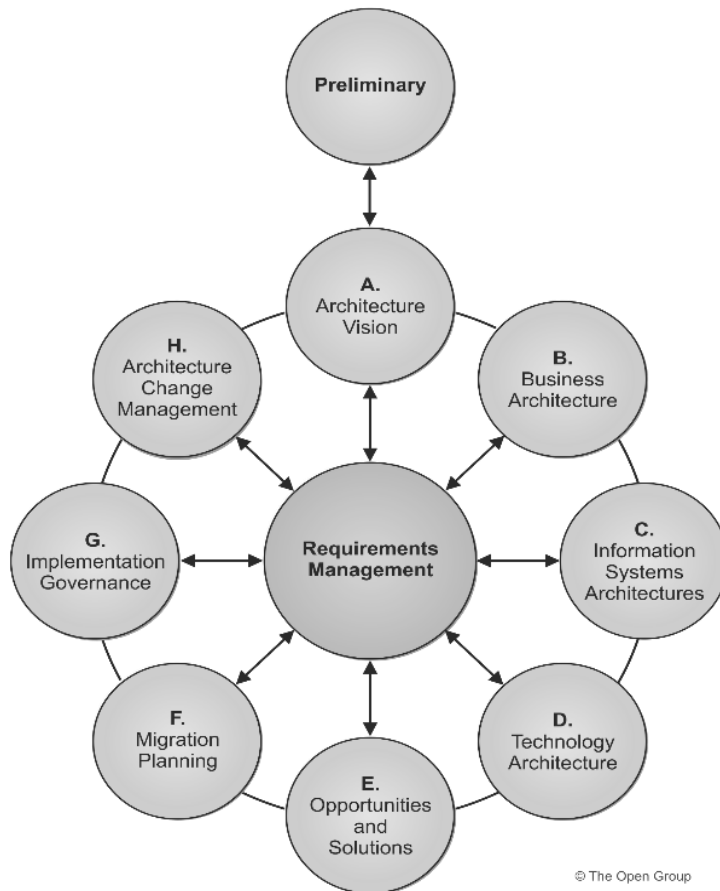 Preliminary
A.
Architecture
Vision
B.
Business
Architecture
C.
Information
Systems
Architectures
D.
Technology
Architecture
E.
Opportunities
and
Solutions
F.
Migration
Planning
G.
Implementation
Governance
H.
Architecture
Change
Management
Requirements
Management
© The Open Group